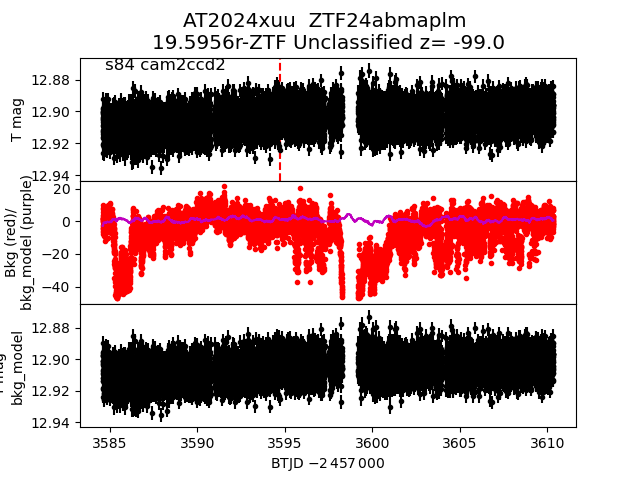 AT2024xuu  ZTF24abmaplm
19.5956r-ZTF Unclassified z= -99.0
s84 cam2ccd2
12.88
12.90
12.92
12.94
T mag
20
0
−20
−40
Bkg (red)/
bkg_model (purple)
12.88
12.90
12.92
12.94
bkg_model
3585 3590 3595 3600 3605 3610
BTJD −2 457 000